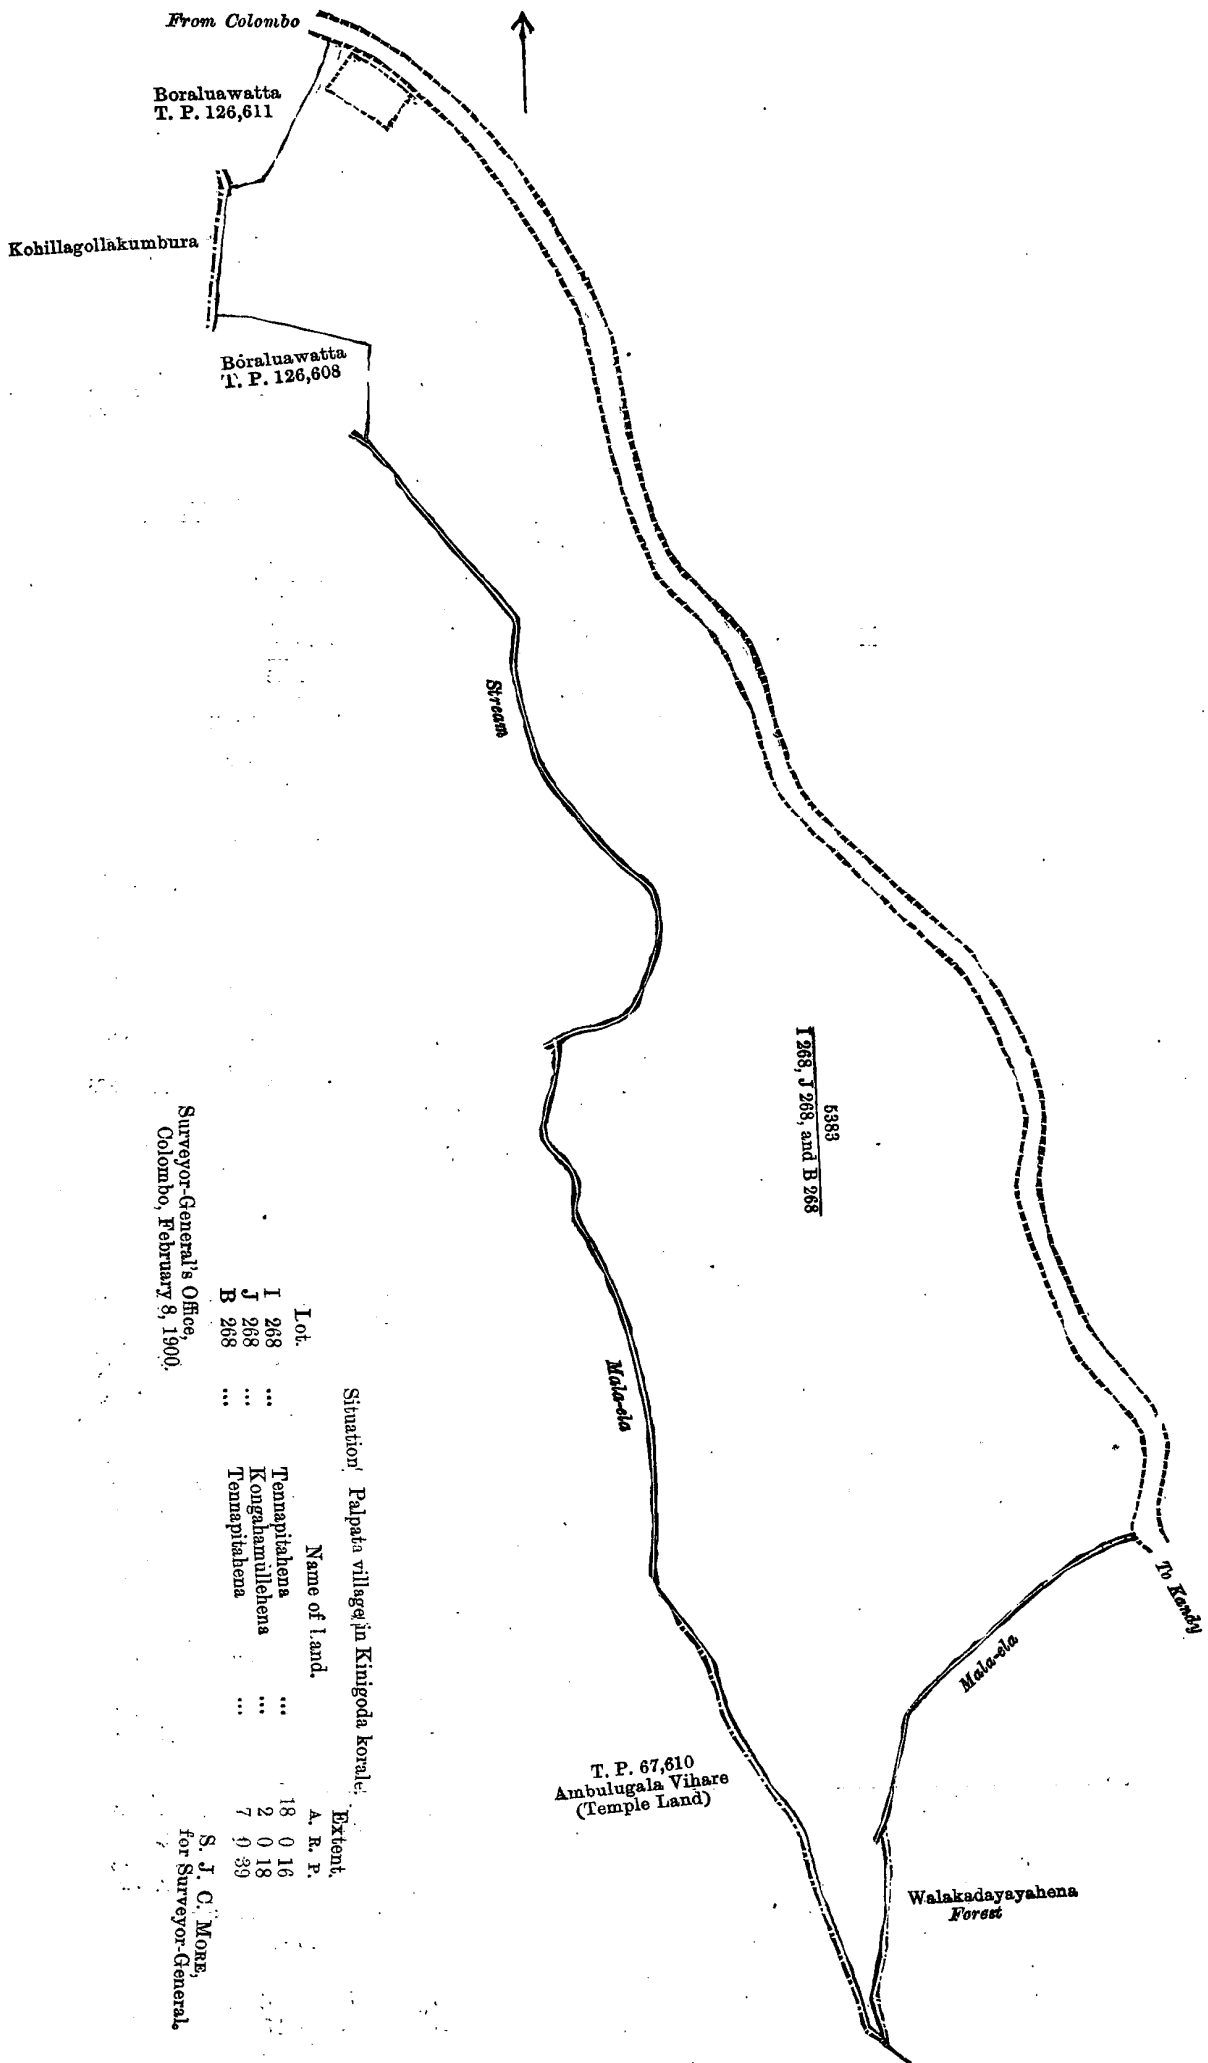 From Colombo
Boraluawatta
T. P. 126,611
Kohillagollakumbura
Boraluawatta
T. P. 126,608
Stream
5383
I 268, J 268, and B 268
Mala-ela
To Kandy
Mala-ela
T. P. 67,610
Ambulugala Vihare
(Temple Land)
Walakadayayahena
Forest
Situation Palpata village in Kinigoda korale
Lot. Name of Land. Extent.
A. R. P.
I 268 ... Tennapitahena ... 18 0 16
J 268 ... Kongahamullehena ... 2 0 18
B 268 ... Tennapitahena ... 7 0 39
Surveyor-General's Office,
Colombo, February 8, 1900.
S. J. C. MORE,
for Surveyor-General.